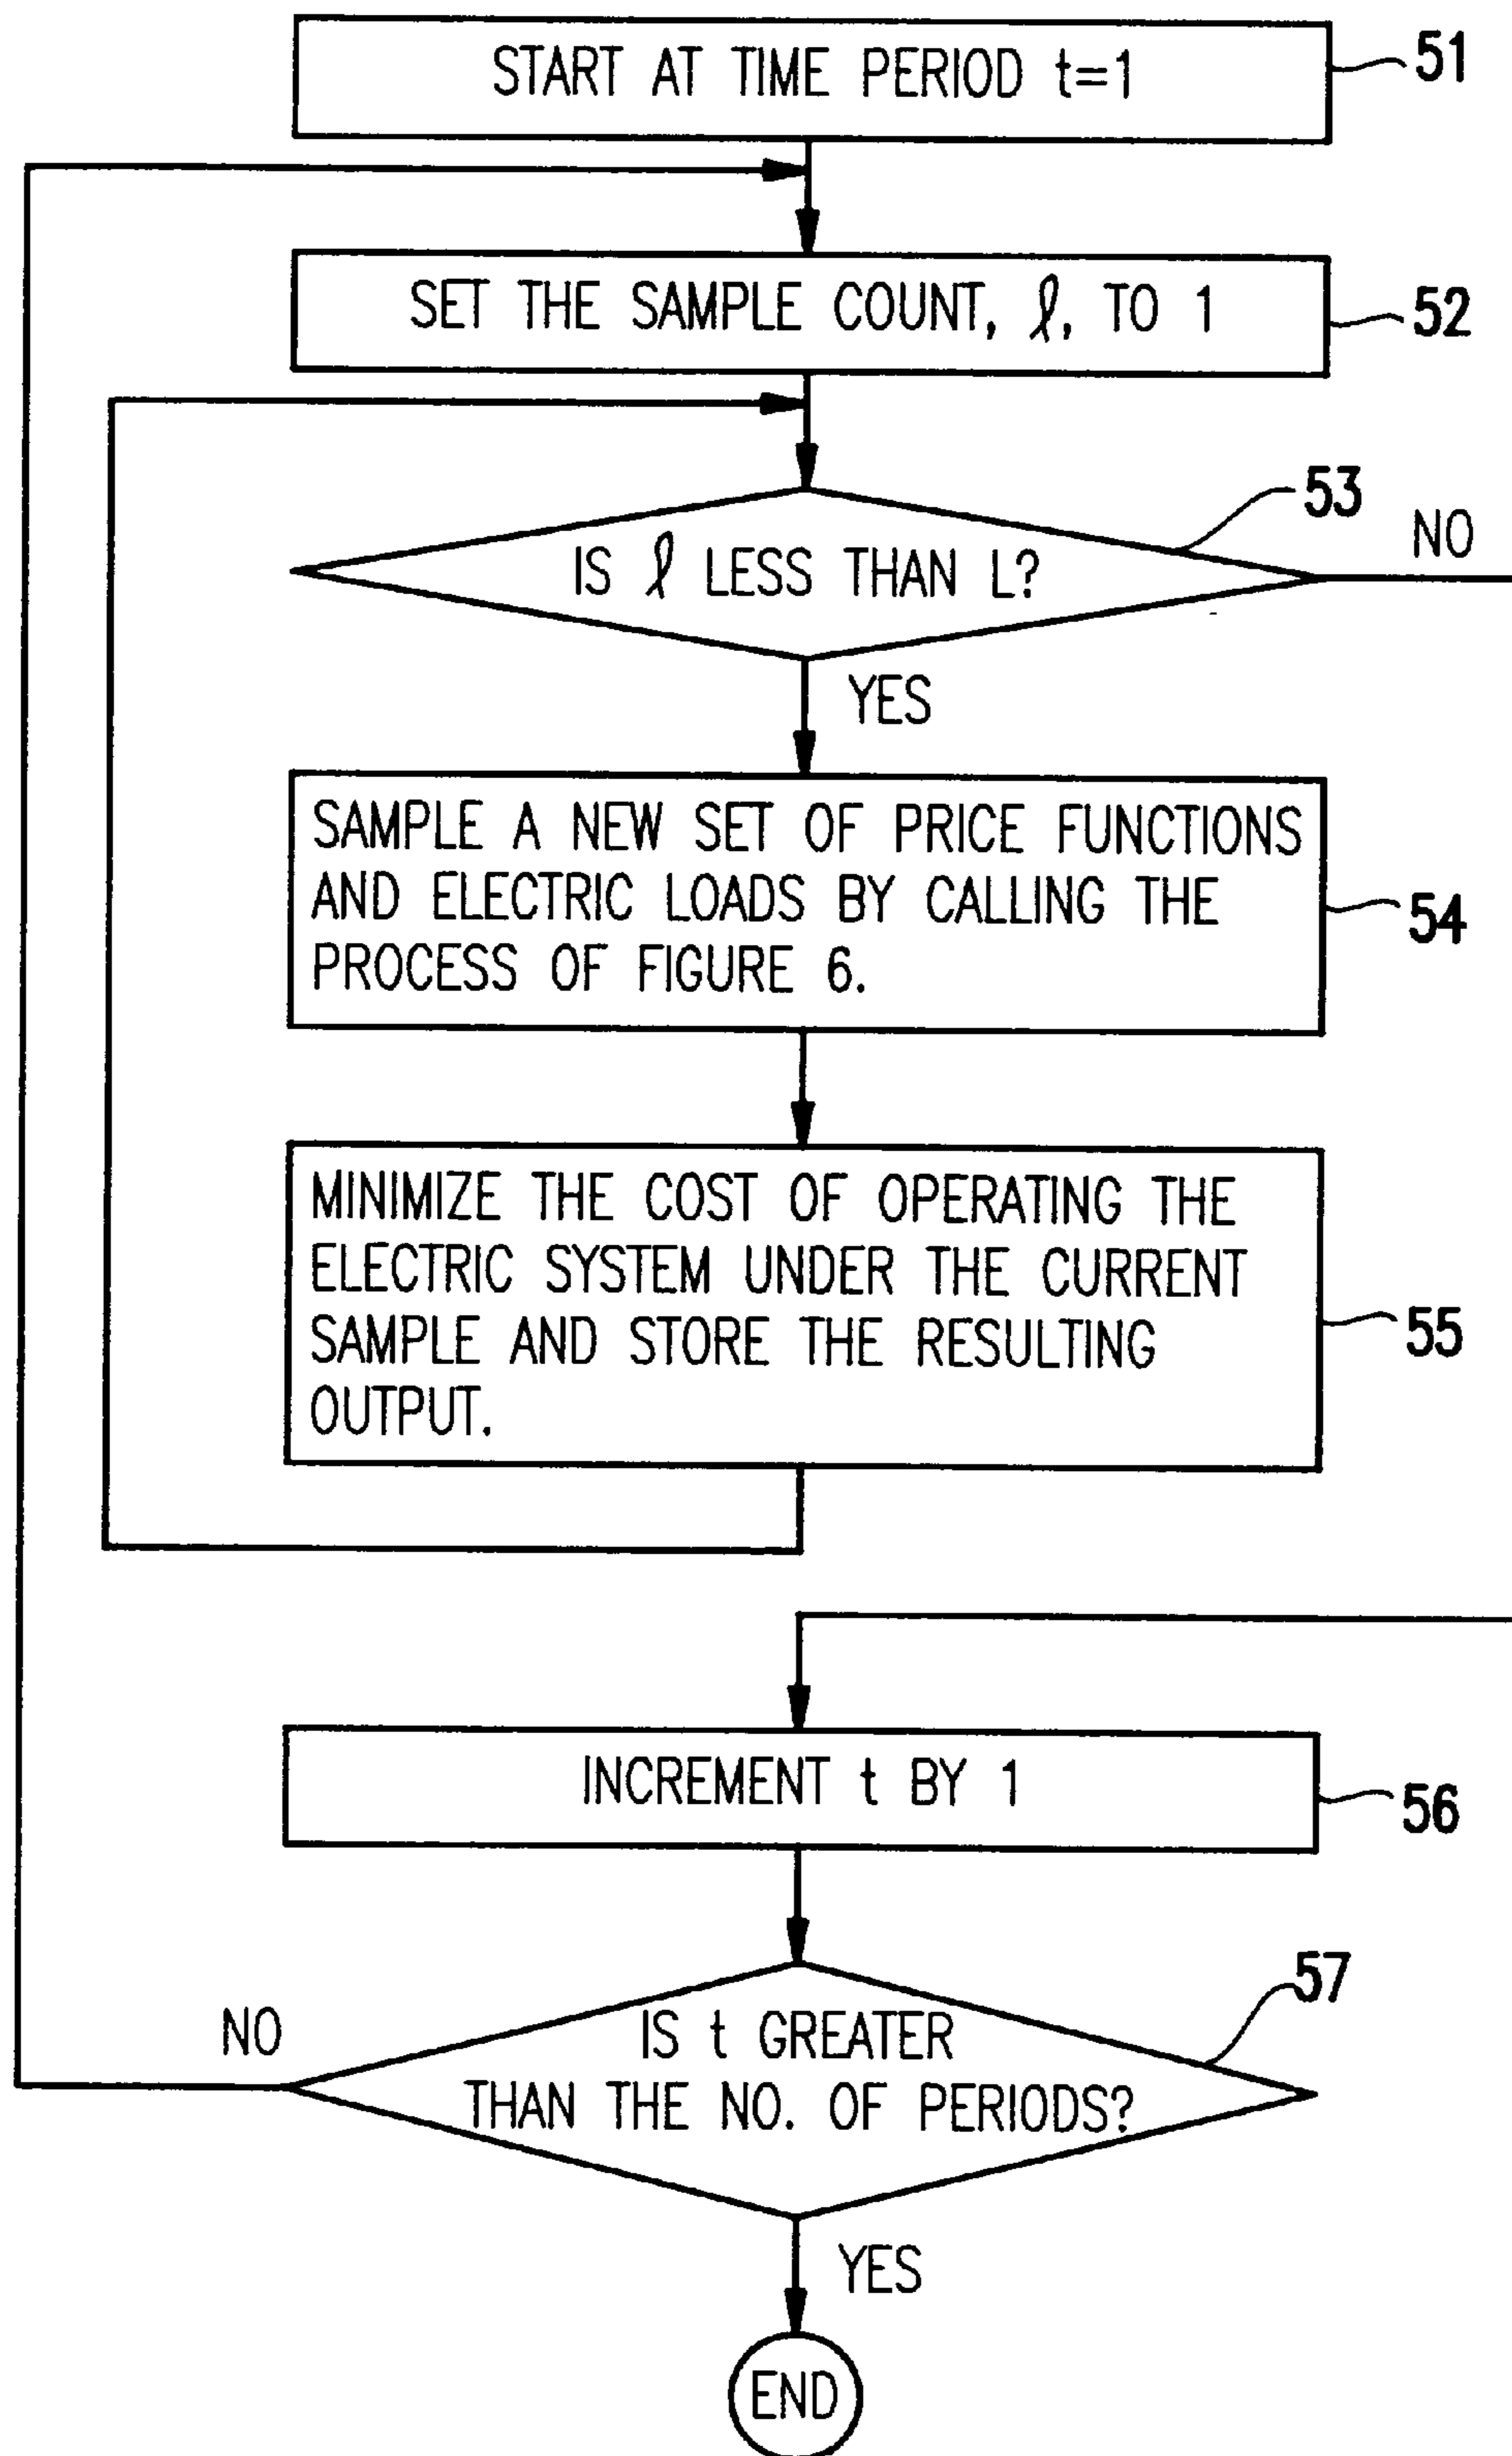 START AT TIME PERIOD t=1
51
SET THE SAMPLE COUNT, ℓ, TO 1
52
IS ℓ LESS THAN L?
53
NO
YES
SAMPLE A NEW SET OF PRICE FUNCTIONS
AND ELECTRIC LOADS BY CALLING THE
PROCESS OF FIGURE 6.
54
MINIMIZE THE COST OF OPERATING THE
ELECTRIC SYSTEM UNDER THE CURRENT
SAMPLE AND STORE THE RESULTING
OUTPUT.
55
INCREMENT t BY 1
56
IS t GREATER
THAN THE NO. OF PERIODS?
57
NO
YES
END